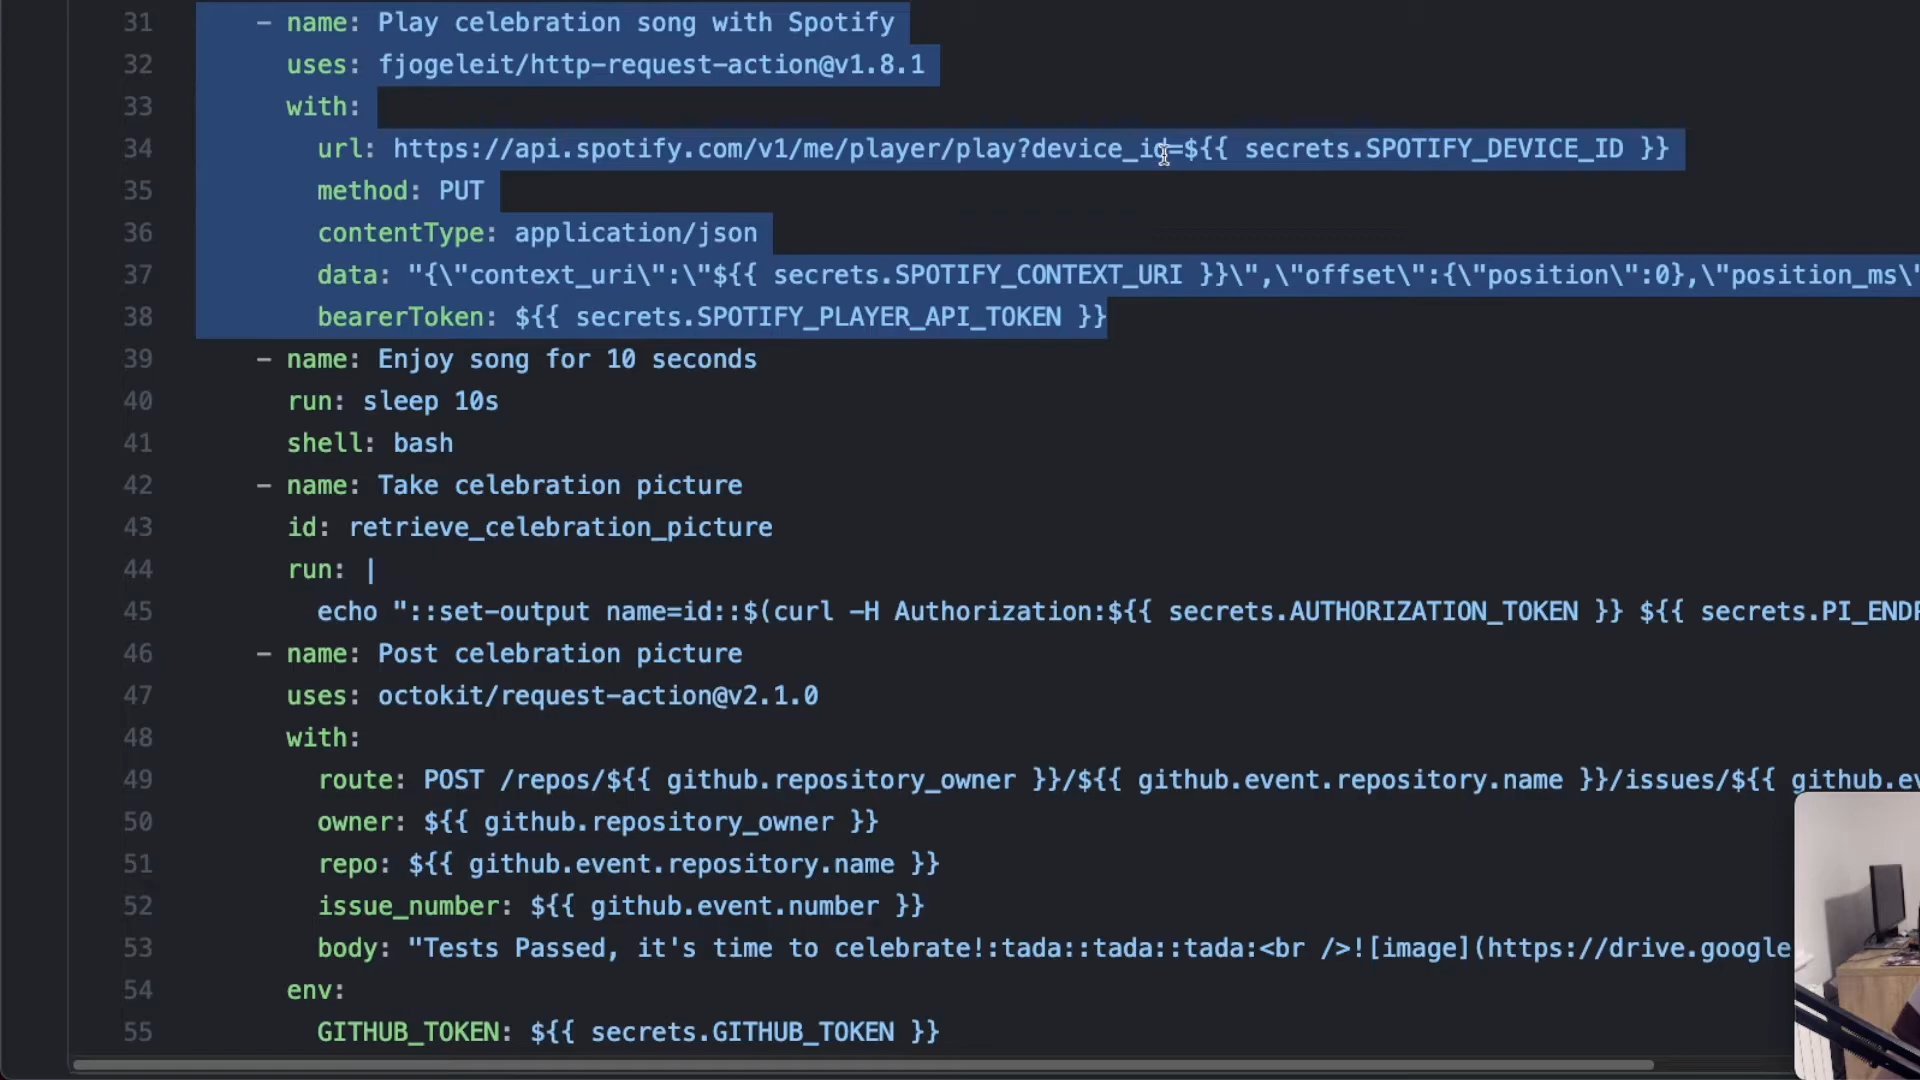 31 - name: Play celebration song with Spotify
32 uses: fjogeleit/http-request-action@v1.8.1
33 with:
34 url: https://api.spotify.com/v1/me/player/play?device_id=${{ secrets.SPOTIFY_DEVICE_ID }}
35 method: PUT
36 contentType: application/json
37 data: "{\"context_uri\":\"${{ secrets.SPOTIFY_CONTEXT_URI }}\",\"offset\":{\"position\":0},\"position_ms\"
38 bearerToken: ${{ secrets.SPOTIFY_PLAYER_API_TOKEN }}
39 - name: Enjoy song for 10 seconds
40 run: sleep 10s
41 shell: bash
42 - name: Take celebration picture
43 id: retrieve_celebration_picture
44 run: |
45 echo "::set-output name=id::$(curl -H Authorization:${{ secrets.AUTHORIZATION_TOKEN }} ${{ secrets.PI_ENDP
46 - name: Post celebration picture
47 uses: octokit/request-action@v2.1.0
48 with:
49 route: POST /repos/${{ github.repository_owner }}/${{ github.event.repository.name }}/issues/${{ github.ev
50 owner: ${{ github.repository_owner }}
51 repo: ${{ github.event.repository.name }}
52 issue_number: ${{ github.event.number }}
53 body: "Tests Passed, it's time to celebrate!:tada::tada::tada:<br />![image](https://drive.google
54 env:
55 GITHUB_TOKEN: ${{ secrets.GITHUB_TOKEN }}